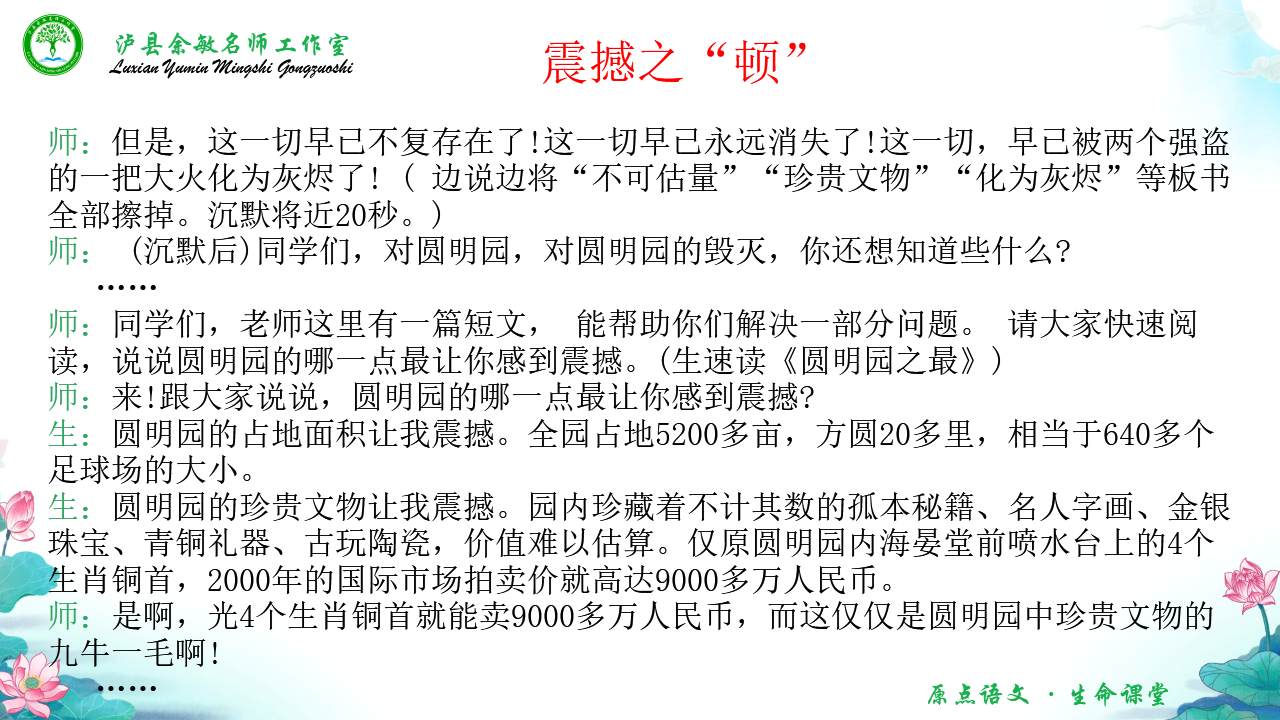 泸县余敏名师工作室
Luxian Yumin Mingshi Gongzuoshi
震撼之“顿”
师：但是，这一切早已不复存在了!这一切早已永远消失了!这一切，早已被两个强盗
的一把大火化为灰烬了! ( 边说边将“不可估量”“珍贵文物”“化为灰烬”等板书
全部擦掉。沉默将近20秒。)
师： (沉默后)同学们，对圆明园，对圆明园的毁灭，你还想知道些什么?
……
师：同学们，老师这里有一篇短文， 能帮助你们解决一部分问题。 请大家快速阅
读，说说圆明园的哪一点最让你感到震撼。(生速读《圆明园之最》)
师：来!跟大家说说，圆明园的哪一点最让你感到震撼?
生：圆明园的占地面积让我震撼。全园占地5200多亩，方圆20多里，相当于640多个
足球场的大小。
生：圆明园的珍贵文物让我震撼。园内珍藏着不计其数的孤本秘籍、名人字画、金银
珠宝、青铜礼器、古玩陶瓷，价值难以估算。仅原圆明园内海晏堂前喷水台上的4个
生肖铜首，2000年的国际市场拍卖价就高达9000多万人民币。
师：是啊，光4个生肖铜首就能卖9000多万人民币，而这仅仅是圆明园中珍贵文物的
九牛一毛啊!
……
原点语文 · 生命课堂